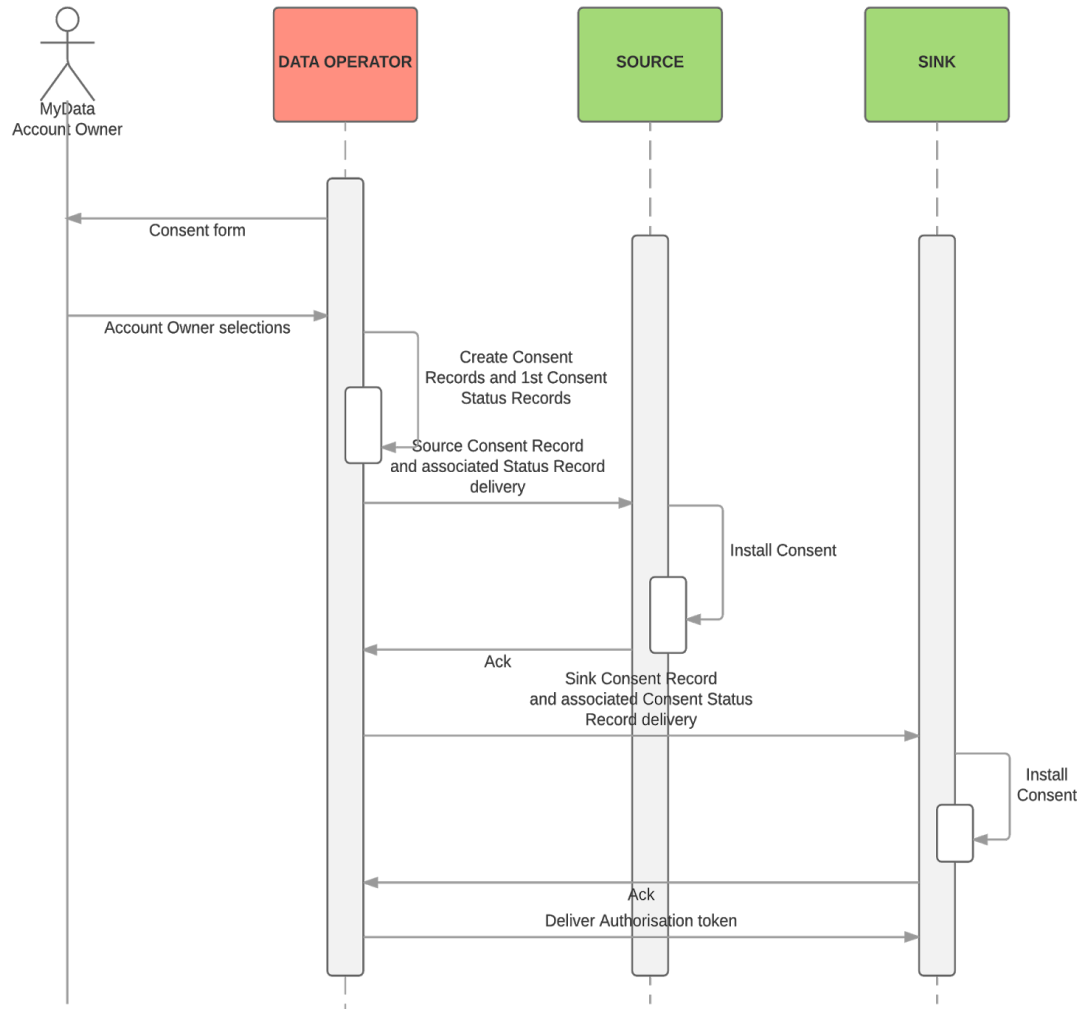 DATA OPERATOR
SOURCE
SINK
MyData
Account Owner
Consent form
Account Owner selections
Create Consent
Records and 1st Consent
Status Records
Source Consent Record
and associated Status Record
delivery
Install Consent
Ack
Sink Consent Record
and associated Consent Status
Record delivery
Install
Consent
Ack
Deliver Authorisation token